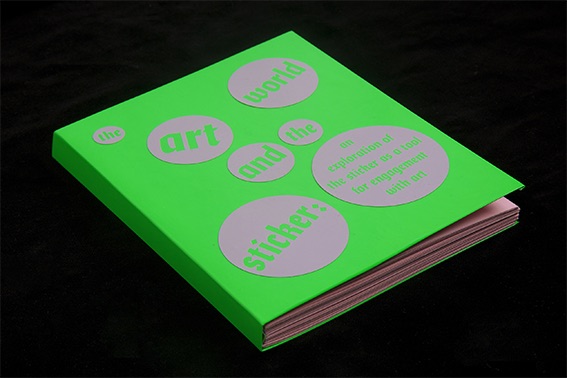 the
art
world
and
the
sticker:
an
exploration of
the sticker as a tool
for engagement
with art